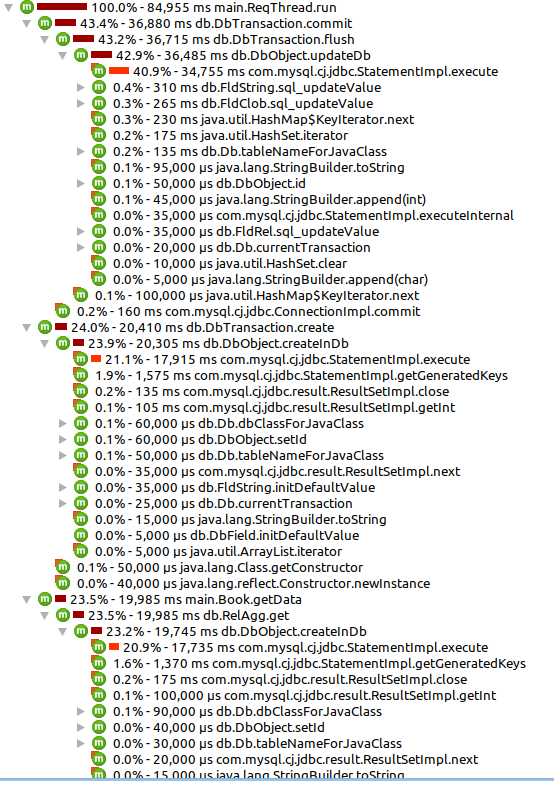 100.0% - 84,955 ms main.ReqThread.run
43.4% - 36,880 ms db.DbTransaction.commit
43.2% - 36,715 ms db.DbTransaction.flush
42.9% - 36,485 ms db.DbObject.updateDb
40.9% - 34,755 ms com.mysql.cj.jdbc.StatementImpl.execute
0.4% - 310 ms db.FldString.sql_updateValue
0.3% - 265 ms db.FldClob.sql_updateValue
0.3% - 230 ms java.util.HashMap$KeyIterator.next
0.2% - 175 ms java.util.HashSet.iterator
0.2% - 135 ms db.Db.tableNameForJavaClass
0.1% - 95,000 µs java.lang.StringBuilder.toString
0.1% - 50,000 µs db.DbObject.id
0.1% - 45,000 µs java.lang.StringBuilder.append(int)
0.0% - 35,000 µs com.mysql.cj.jdbc.StatementImpl.executeInternal
0.0% - 35,000 µs db.FldRel.sql_updateValue
0.0% - 20,000 µs db.Db.currentTransaction
0.0% - 10,000 µs java.util.HashSet.clear
0.0% - 5,000 µs java.lang.StringBuilder.append(char)
0.1% - 100,000 µs java.util.HashMap$KeyIterator.next
0.2% - 160 ms com.mysql.cj.jdbc.ConnectionImpl.commit
24.0% - 20,410 ms db.DbTransaction.create
23.9% - 20,305 ms db.DbObject.createInDb
21.1% - 17,915 ms com.mysql.cj.jdbc.StatementImpl.execute
1.9% - 1,575 ms com.mysql.cj.jdbc.StatementImpl.getGeneratedKeys
0.2% - 135 ms com.mysql.cj.jdbc.result.ResultSetImpl.close
0.1% - 105 ms com.mysql.cj.jdbc.result.ResultSetImpl.getInt
0.1% - 60,000 µs db.Db.dbClassForJavaClass
0.1% - 60,000 µs db.DbObject.setId
0.1% - 50,000 µs db.Db.tableNameForJavaClass
0.0% - 35,000 µs com.mysql.cj.jdbc.result.ResultSetImpl.next
0.0% - 35,000 µs db.FldString.initDefaultValue
0.0% - 25,000 µs db.Db.currentTransaction
0.0% - 15,000 µs java.lang.StringBuilder.toString
0.0% - 5,000 µs db.DbField.initDefaultValue
0.0% - 5,000 µs java.util.ArrayList.iterator
0.1% - 50,000 µs java.lang.Class.getConstructor
0.0% - 40,000 µs java.lang.reflect.Constructor.newInstance
23.5% - 19,985 ms main.Book.getData
23.5% - 19,985 ms db.RelAgg.get
23.2% - 19,745 ms db.DbObject.createInDb
20.9% - 17,735 ms com.mysql.cj.jdbc.StatementImpl.execute
1.6% - 1,370 ms com.mysql.cj.jdbc.StatementImpl.getGeneratedKeys
0.2% - 175 ms com.mysql.cj.jdbc.result.ResultSetImpl.close
0.1% - 100,000 µs com.mysql.cj.jdbc.result.ResultSetImpl.getInt
0.1% - 90,000 µs db.Db.dbClassForJavaClass
0.0% - 40,000 µs db.DbObject.setId
0.0% - 30,000 µs db.Db.tableNameForJavaClass
0.0% - 20,000 µs com.mysql.cj.jdbc.result.ResultSetImpl.next
0.0% - 15,000 µs java.lang.StringBuilder.toString